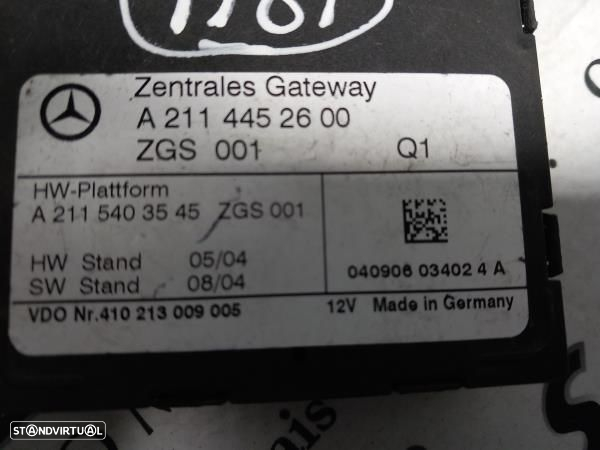 Zentrales Gateway
A 211 445 26 00
ZGS 001 Q1
HW-Plattform
A 211 540 35 45 ZGS 001
HW Stand 05/04
SW Stand 08/04
040906 03402 4 A
VDO Nr.410 213 009 005 12V Made in Germany
STANDVIRTUAL